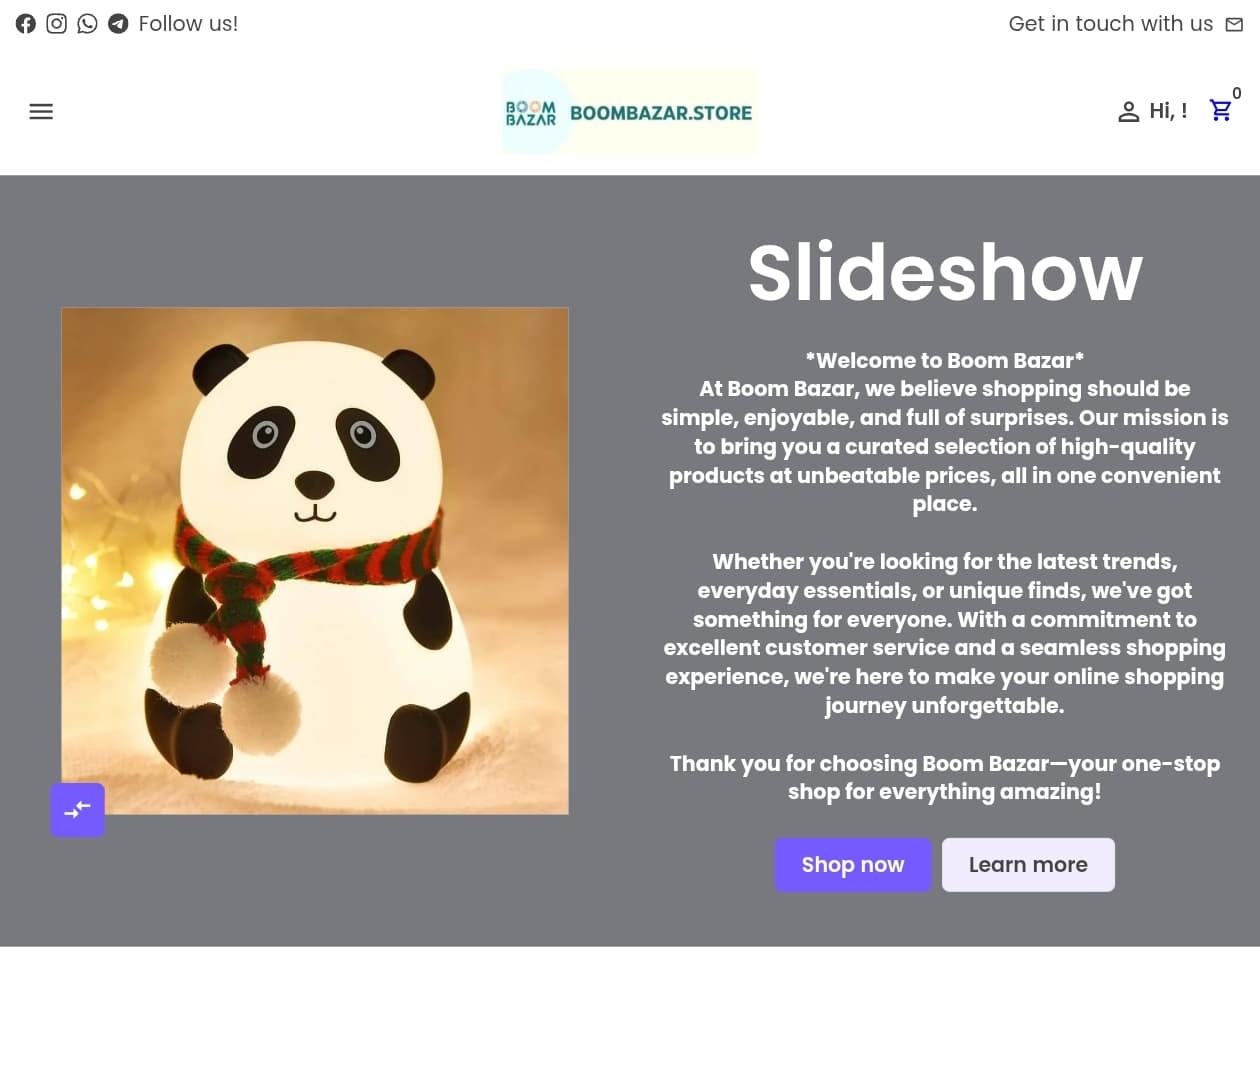 Follow us!
Get in touch with us
BOOM
BAZAR
BOOMBAZAR.STORE
Hi, !
0
Slideshow
*Welcome to Boom Bazar*
At Boom Bazar, we believe shopping should be
simple, enjoyable, and full of surprises. Our mission is
to bring you a curated selection of high-quality
products at unbeatable prices, all in one convenient
place.
Whether you're looking for the latest trends,
everyday essentials, or unique finds, we've got
something for everyone. With a commitment to
excellent customer service and a seamless shopping
experience, we're here to make your online shopping
journey unforgettable.
Thank you for choosing Boom Bazar—your one-stop
shop for everything amazing!
Shop now
Learn more